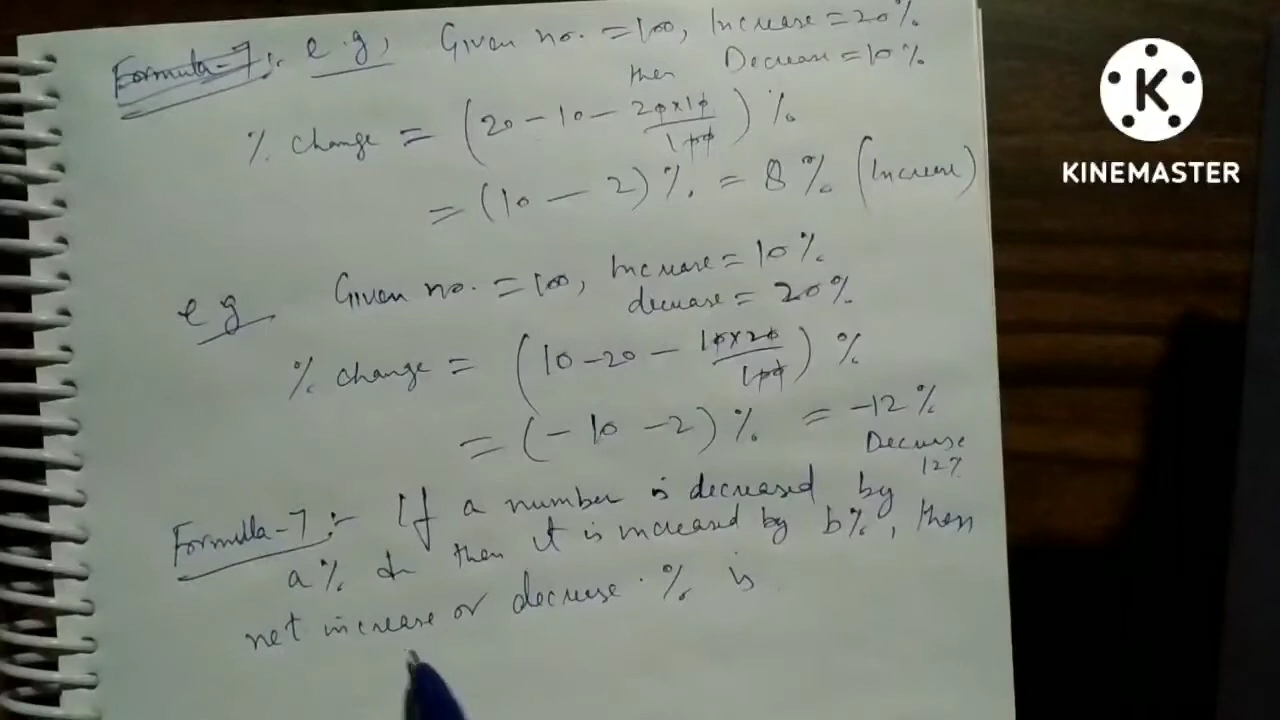 Formula-7:- e.g, Given no. = 100, Increase = 20%
then Decrease = 10%
% change = (20 - 10 - 20×10/100) %
= (10 - 2) % = 8 % (Increase)
e g Given no. = 100, Increase = 10%
decrease = 20%
% change = (10 - 20 - 10×20/100) %
= (-10 -2) % = -12 %
Decrease
12%
Formulla-7:- If a number is decreased by
a% & then it is increased by b%, then
net increase or decrease % is
K
KINEMASTER